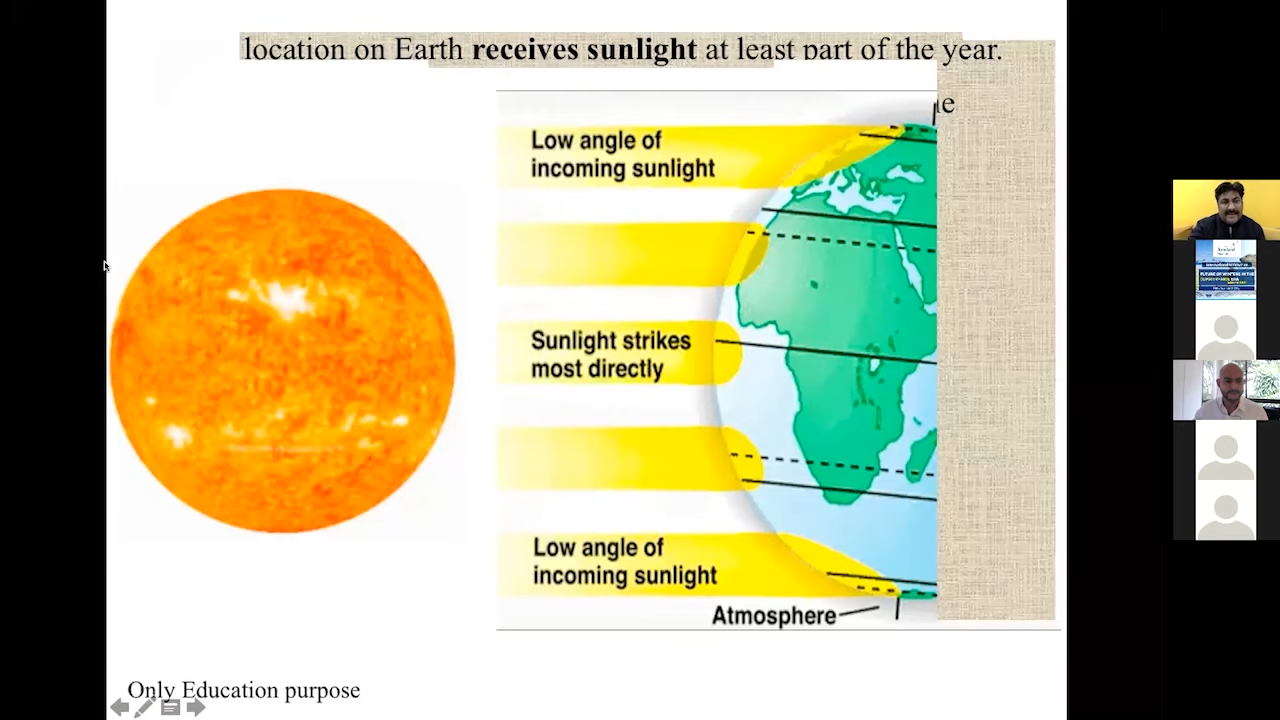 location on Earth receives sunlight at least part of the year.
Low angle of
incoming sunlight
Sunlight strikes
most directly
Low angle of
incoming sunlight
Atmosphere
Only Education purpose